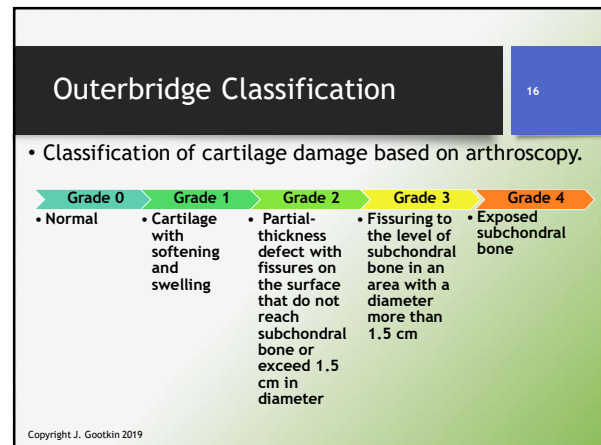 Outerbridge Classification
16
• Classification of cartilage damage based on arthroscopy.
Grade 0
• Normal
Grade 1
• Cartilage
with
softening
and
swelling
Grade 2
• Partial-
thickness
defect with
fissures on
the surface
that do not
reach
subchondral
bone or
exceed 1.5
cm in
diameter
Grade 3
• Fissuring to
the level of
subchondral
bone in an
area with a
diameter
more than
1.5 cm
Grade 4
• Exposed
subchondral
bone
Copyright J. Gootkin 2019